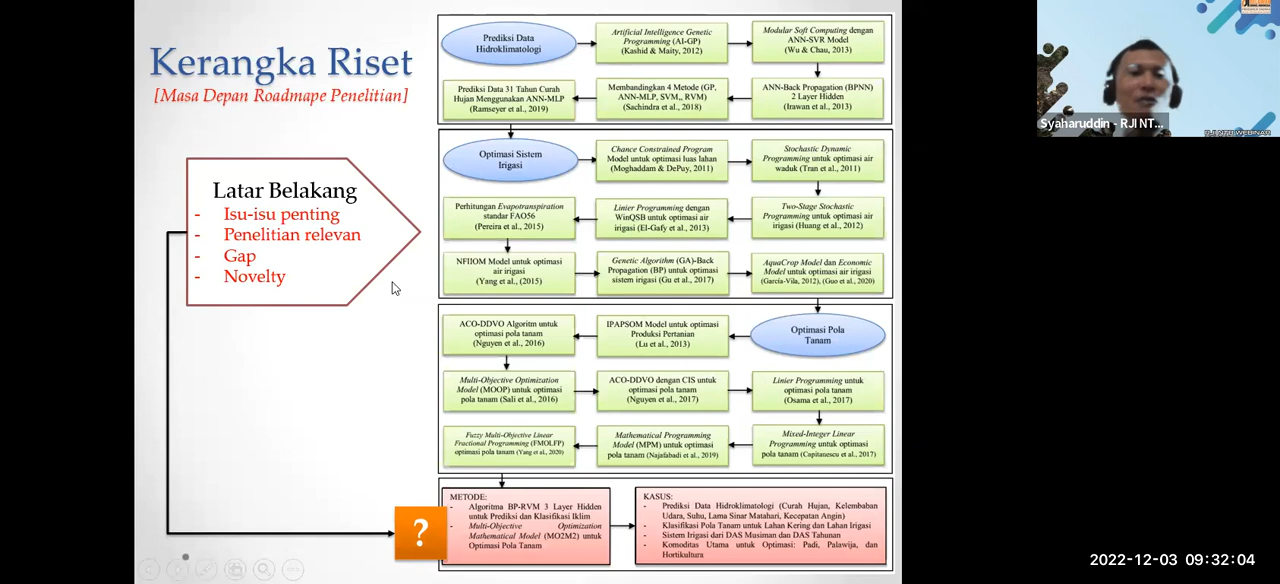 Kerangka Riset
[Masa Depan Roadmape Penelitian]
Latar Belakang
- Isu-isu penting
- Penelitian relevan
- Gap
- Novelty
Prediksi Data
Hidroklimatologi
Artificial Intelligence Genetic
Programming (AI-GP)
(Kashid & Maity, 2012)
Modular Soft Computing dengan
ANN-SVR Model
(Wu & Chau, 2013)
Prediksi Data 31 Tahun Curah
Hujan Menggunakan ANN-MLP
(Ramseyer et al., 2019)
Membandingkan 4 Metode (GP,
ANN-MLP, SVM,, RVM)
(Sachindra et al., 2018)
ANN-Back Propagation (BPNN)
2 Layer Hidden
(Irawan et al., 2013)
Optimasi Sistem
Irigasi
Chance Constrained Program
Model untuk optimasi luas lahan
(Moghaddam & DePuy, 2011)
Stochastic Dynamic
Programming untuk optimasi air
waduk (Tran et al., 2011)
Perhitungan Evapotranspiration
standar FAO56
(Pereira et al., 2015)
Linier Programming dengan
WinQSB untuk optimasi air
irigasi (El-Gafy et al., 2013)
Two-Stage Stochastic
Programming untuk optimasi air
irigasi (Huang et al., 2012)
NFIIOM Model untuk optimasi
air irigasi
Yang et al., (2015)
Genetic Algorithm (GA)-Back
Propagation (BP) untuk optimasi
sistem irigasi (Gu et al., 2017)
AquaCrop Model dan Economic
Model untuk optimasi air irigasi
(García-Vila, 2012), (Guo et al., 2020)
ACO-DDVO Algoritm untuk
optimasi pola tanam
(Nguyen et al., 2016)
IPAPSOM Model untuk optimasi
Produksi Pertanian
(Lu et al., 2013)
Optimasi Pola
Tanam
Multi-Objective Optimization
Model (MOOP) untuk optimasi
pola tanam (Sali et al., 2016)
ACO-DDVO dengan CIS untuk
optimasi pola tanam
(Nguyen et al., 2017)
Linier Programming untuk
optimasi pola tanam
(Osama et al., 2017)
Fuzzy Multi-Objective Linear
Fractional Programming (FMOLFP)
optimasi pola tanam (Yang et al., 2020)
Mathematical Programming
Model (MPM) untuk optimasi
pola tanam (Najafabadi et al., 2019)
Mixed-Integer Linear
Programming untuk optimasi
pola tanam (Capitanescu et al., 2017)
?
METODE:
- Algoritma BP-RVM 3 Layer Hidden
untuk Prediksi dan Klasifikasi Iklim
- Multi-Objective Optimization
Mathematical Model (MO2M2) untuk
Optimasi Pola Tanam
KASUS:
- Prediksi Data Hidroklimatologi (Curah Hujan, Kelembaban
Udara, Suhu, Lama Sinar Matahari, Kecepatan Angin)
- Klasifikasi Pola Tanam untuk Lahan Kering dan Lahan Irigasi
- Sistem Irigasi dari DAS Musiman dan DAS Tahunan
- Komoditas Utama untuk Optimasi: Padi, Palawija, dan
Hortikultura
Syaharuddin - RJI NT...
RJI NTB WEBINAR
2022-12-03 09:32:04